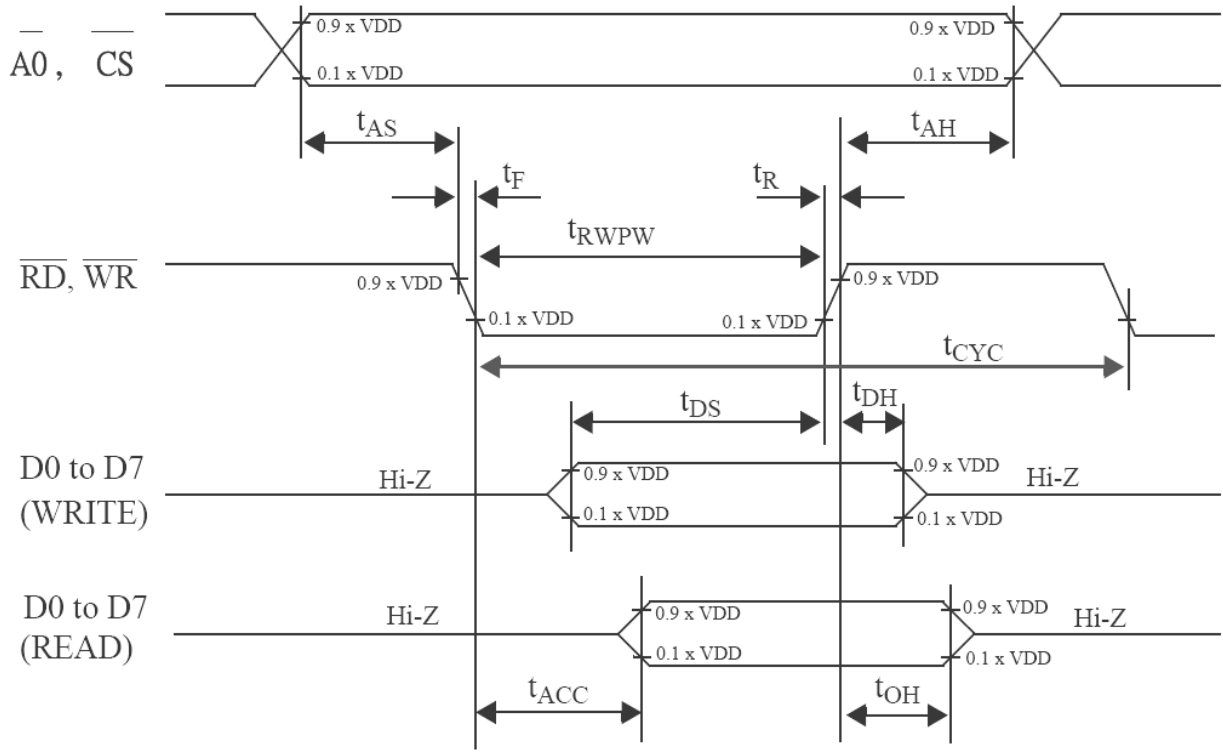 A0 , CS
0.9 x VDD
0.9 x VDD
0.1 x VDD
0.1 x VDD
tAS
tAH
tF
tR
tRWPW
RD, WR
0.9 x VDD
0.9 x VDD
0.1 x VDD
0.1 x VDD
tCYC
tDS
tDH
D0 to D7
(WRITE)
Hi-Z
0.9 x VDD
0.9 x VDD
Hi-Z
0.1 x VDD
0.1 x VDD
D0 to D7
(READ)
Hi-Z
0.9 x VDD
0.9 x VDD
Hi-Z
0.1 x VDD
0.1 x VDD
tACC
tOH